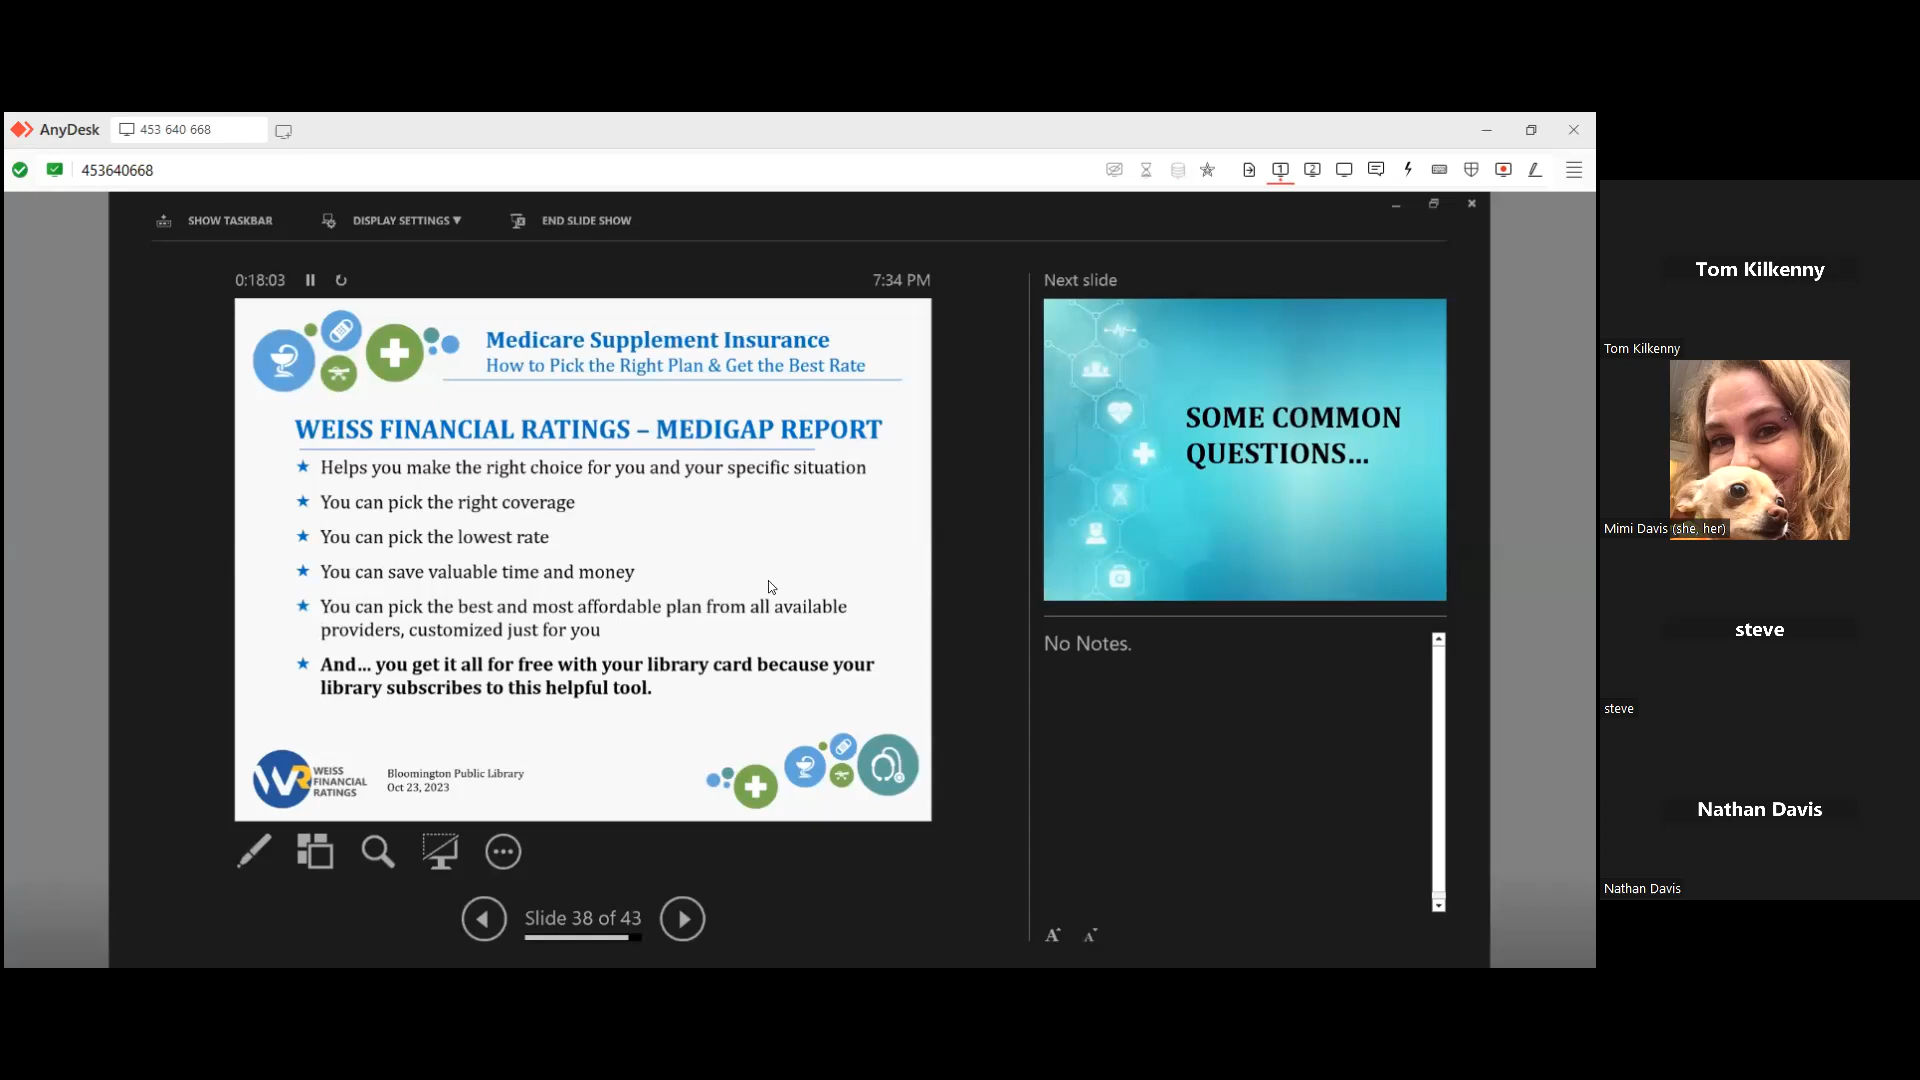 AnyDesk
453 640 668
453640668
1
2
SHOW TASKBAR
DISPLAY SETTINGS ▼
END SLIDE SHOW
0:18:03
7:34 PM
Medicare Supplement Insurance
How to Pick the Right Plan & Get the Best Rate
WEISS FINANCIAL RATINGS – MEDIGAP REPORT
★ Helps you make the right choice for you and your specific situation
★ You can pick the right coverage
★ You can pick the lowest rate
★ You can save valuable time and money
★ You can pick the best and most affordable plan from all available
providers, customized just for you
★ And... you get it all for free with your library card because your
library subscribes to this helpful tool.
WR
WEISS
FINANCIAL
RATINGS
Bloomington Public Library
Oct 23, 2023
Slide 38 of 43
Next slide
SOME COMMON
QUESTIONS...
No Notes.
A
A
Tom Kilkenny
Tom Kilkenny
Mimi Davis (she, her)
steve
steve
Nathan Davis
Nathan Davis